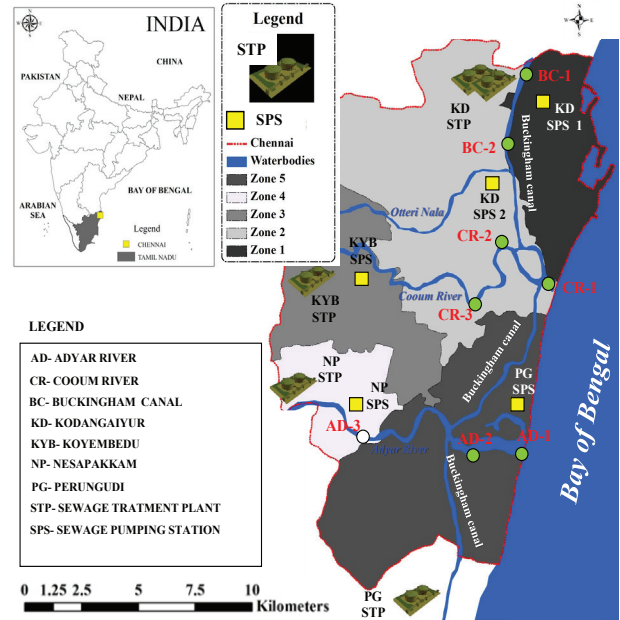 INDIA
CHINA
PAKISTAN
NEPAL
BAY OF BENGAL
ARABIAN
SEA
Legend
CHENNAI
TAMIL NADU
N
W
E
S
Legend
STP
SPS
Chennai
Waterbodies
Zone 5
Zone 4
Zone 3
Zone 2
Zone 1
N
W
E
S
BC-1
KD
STP
KD
SPS 1
BC-2
Buckingham canal
KD
SPS 2
Otteri Nala
CR-2
KYB
SPS
CR-1
Cooum River
CR-3
KYB
STP
Buckingham canal
NP
STP
NP
SPS
PG
SPS
AD-3
AD-2
AD-1
Adyar River
Buckingham canal
Bay of Bengal
PG
STP
LEGEND
AD- ADYAR RIVER
CR- COOUM RIVER
BC- BUCKINGHAM CANAL
KD- KODANGAIYUR
KYB- KOYEMBEDU
NP- NESAPAKKAM
PG- PERUNGUDI
STP- SEWAGE TRATMENT PLANT
SPS- SEWAGE PUMPING STATION
0 1.25 2.5 5 7.5 10
Kilometers